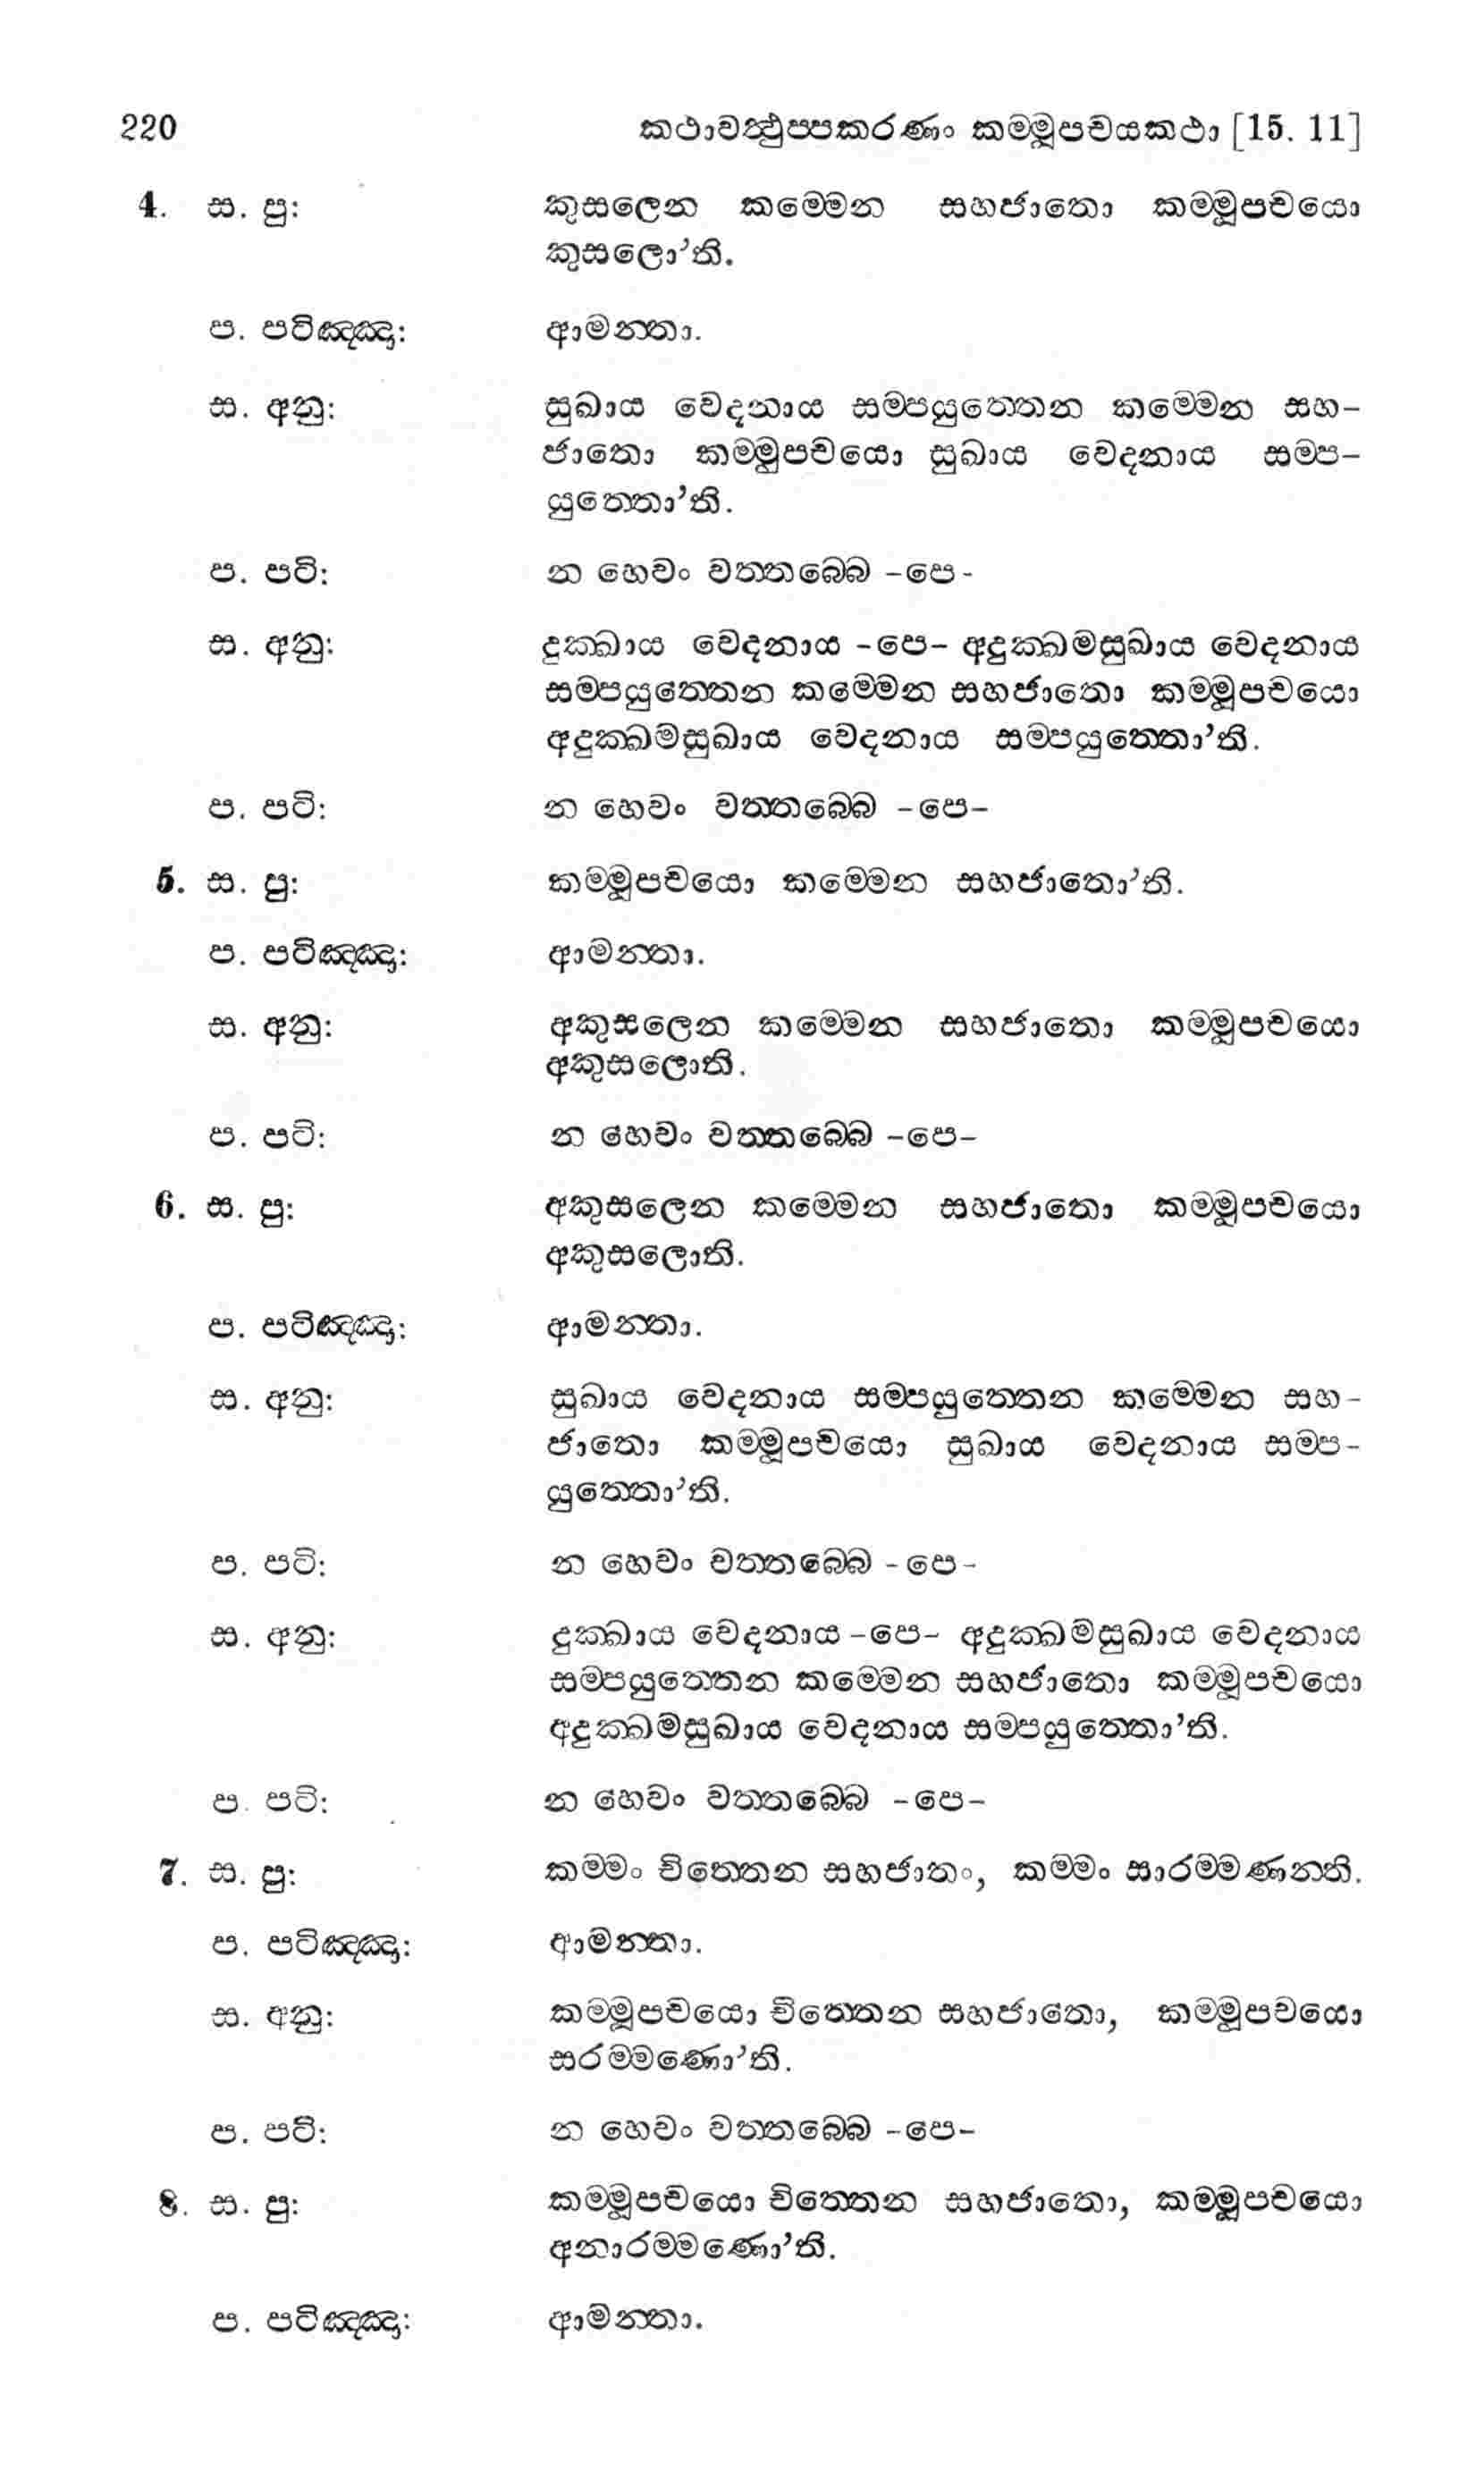 220 කථාවත්‍ථුප‍්පකරණං කම‍්මූපචයකථා [15. 11]
4. ස. පු: කුසලෙන කම‍්මෙන සහජාතො කම‍්මූපචයො
කුසලො’ති.
ප. පටිඤ‍්ඤා: ආමන‍්තා.
ස. අනු: සුඛාය වෙදනාය සම‍්පයුත‍්තෙන කම‍්මෙන සහ-
ජාතො කම‍්මුපචයො සුඛාය වෙදනාය සම‍්ප-
යුත‍්තො’ති.
ප. පටි: න හෙවං වත‍්තබ‍්බෙ -පෙ-
ස. අනු: දුක‍්ඛාය වෙදනාය -පෙ- අදුක‍්ඛමසුඛාය වෙදනාය
සම‍්පයුත‍්තෙන කම‍්මෙන සහජාතො කම‍්මූපචයො
අදුක‍්ඛමසුඛාය වෙදනාය සම‍්පයුත‍්තො’ති.
ප. පටි: න හෙවං වත‍්තබ‍්බෙ -පෙ-
5. ස. පු: කම‍්මූපචයො කම‍්මෙන සහජාතො’ති.
ප. පටිඤ‍්ඤා: ආමන‍්තා.
ස. අනු: අකුසලෙන කම‍්මෙන සහජාතො කම‍්මූපචයො
අකුසලොති.
ප. පටි: න හෙවං වත‍්තබ‍්බෙ -පෙ-
6. ස. පු: අකුසලෙන කම‍්මෙන සහජාතො කම‍්මූපචයො
අකුසලොති.
ප. පටිඤ‍්ඤා: ආමන‍්තා.
ස. අනු: සුඛාය වෙදනාය සම‍්පයුත‍්තෙන කම‍්මෙන සහ-
ජාතො කම‍්මූපචයො සුඛාය වෙදනාය සම‍්ප-
යුත‍්තො’ති.
ප. පටි: න හෙවං වත‍්තබ‍්බෙ -පෙ-
ස. අනු: දුක‍්ඛාය වෙදනාය -පෙ- අදුක‍්ඛමසුඛාය වෙදනාය
සම‍්පයුත‍්තෙන කම‍්මෙන සහජාතො කම‍්මූපචයො
අදුක‍්ඛමසුඛාය වෙදනාය සම‍්පයුත‍්තො’ති.
ප. පටි: න හෙවං වත‍්තබ‍්බෙ -පෙ-
7. ස. පු: කම‍්මං චිත‍්තෙන සහජාතං, කම‍්මං සාරම‍්මණන‍්ති.
ප. පටිඤ‍්ඤා: ආමන‍්තා.
ස. අනු: කම‍්මූපචයො චිත‍්තෙන සහජාතො, කම‍්මූපචයො
සරම‍්මණො’ති.
ප. පටි: න හෙවං වත‍්තබ‍්බෙ -පෙ-
8. ස. පු: කම‍්මූපචයො චිත‍්තෙන සහජාතො, කම‍්මූපචයො
අනාරම‍්මණො’ති.
ප. පටිඤ‍්ඤා: ආමන‍්තා.